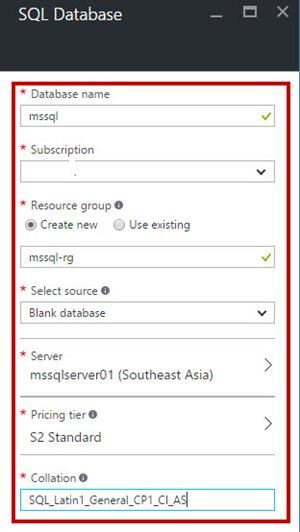 SQL Database
* Database name
mssql
* Subscription
* Resource group
Create new Use existing
mssql-rg
* Select source
Blank database
* Server
mssqlserver01 (Southeast Asia)
* Pricing tier
S2 Standard
* Collation
SQL_Latin1_General_CP1_CI_AS